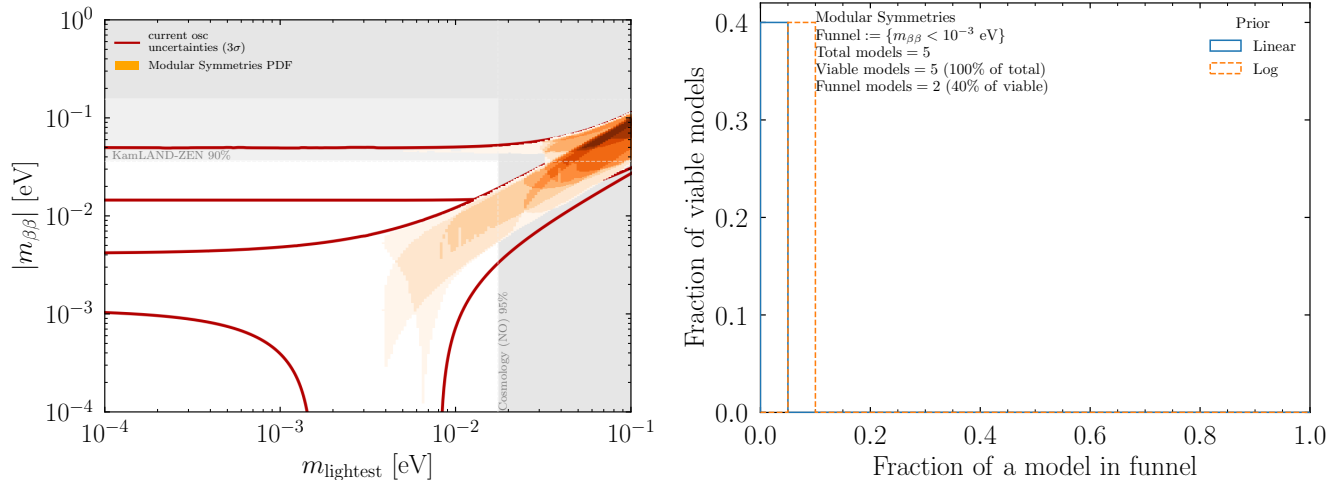 current osc
uncertainties (3σ)
Modular Symmetries PDF
KamLAND-ZEN 90%
Cosmology (NO) 95%
10⁰
10⁻¹
10⁻²
10⁻³
10⁻⁴
|m_ββ| [eV]
10⁻⁴
10⁻³
10⁻²
10⁻¹
m_lightest [eV]
Modular Symmetries
Funnel := {m_ββ < 10⁻³ eV}
Total models = 5
Viable models = 5 (100% of total)
Funnel models = 2 (40% of viable)
Prior
Linear
Log
0.4
0.3
0.2
0.1
0.0
Fraction of viable models
0.0
0.2
0.4
0.6
0.8
1.0
Fraction of a model in funnel